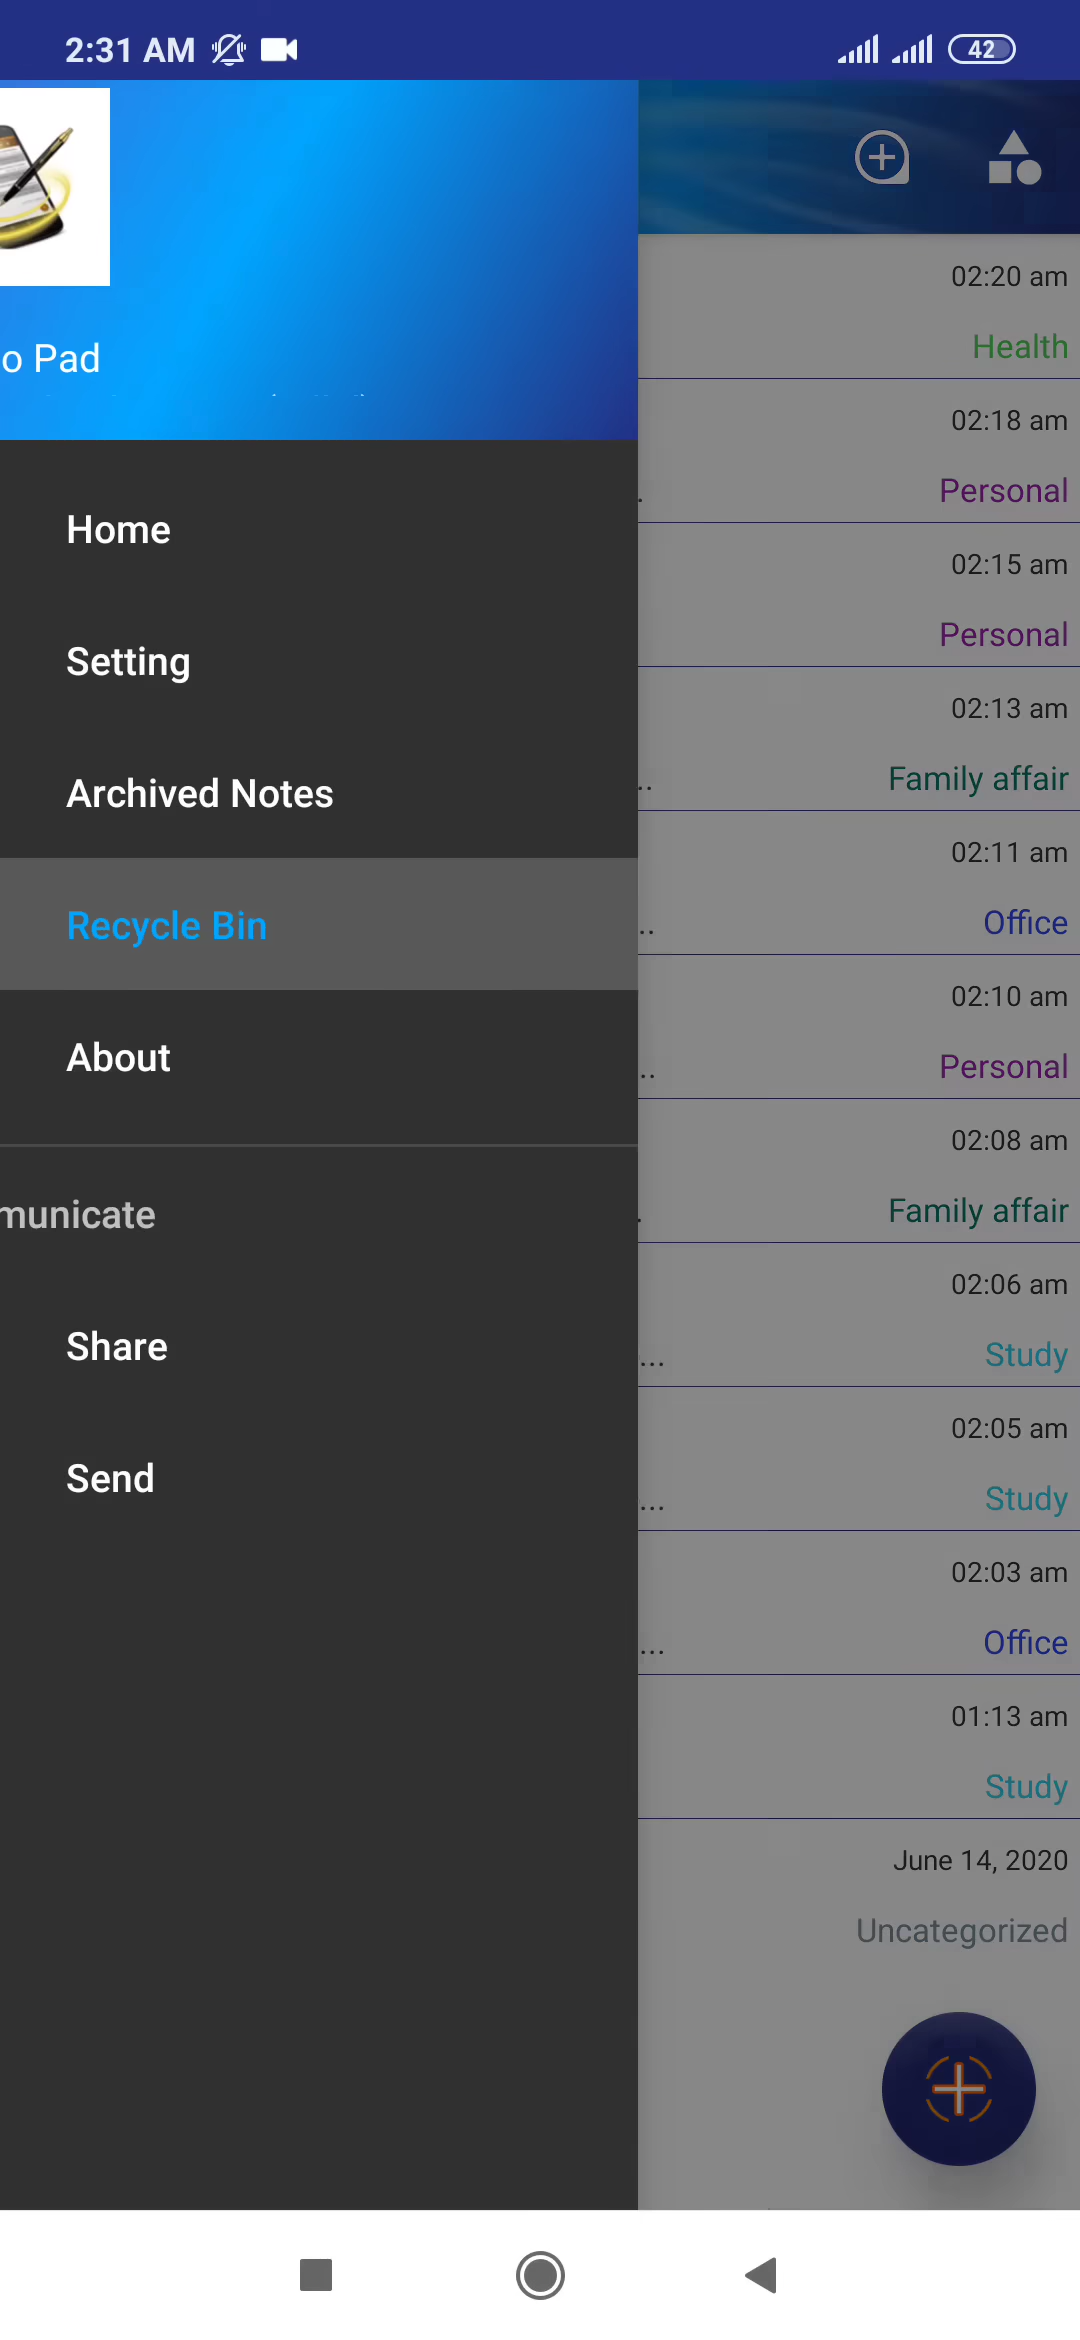 2:31 AM 42
o Pad
Home
Setting
Archived Notes
Recycle Bin
About
municate
Share
Send
02:20 am
Health
02:18 am
. Personal
02:15 am
Personal
02:13 am
.. Family affair
02:11 am
.. Office
02:10 am
.. Personal
02:08 am
. Family affair
02:06 am
... Study
02:05 am
... Study
02:03 am
... Office
01:13 am
Study
June 14, 2020
Uncategorized